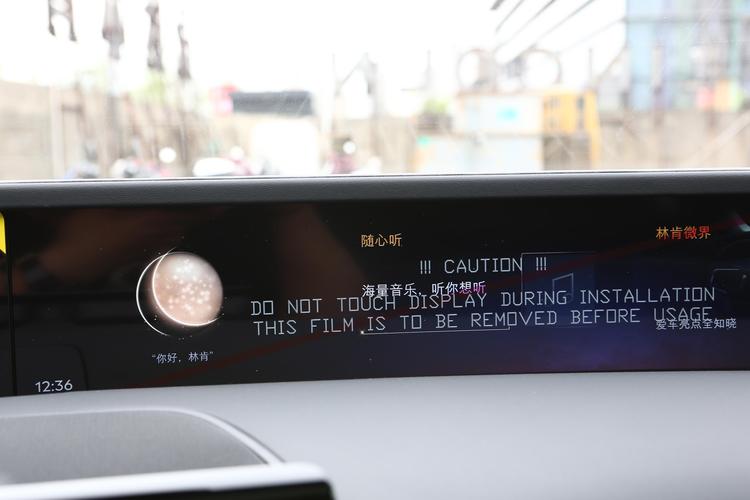 随心听
林肯微界
!!! CAUTION !!!
海量音乐，听你想听
DO NOT TOUCH DISPLAY DURING INSTALLATION
THIS FILM IS TO BE REMOVED BEFORE USAGE
爱车亮点全知晓
“你好，林肯”
12:36